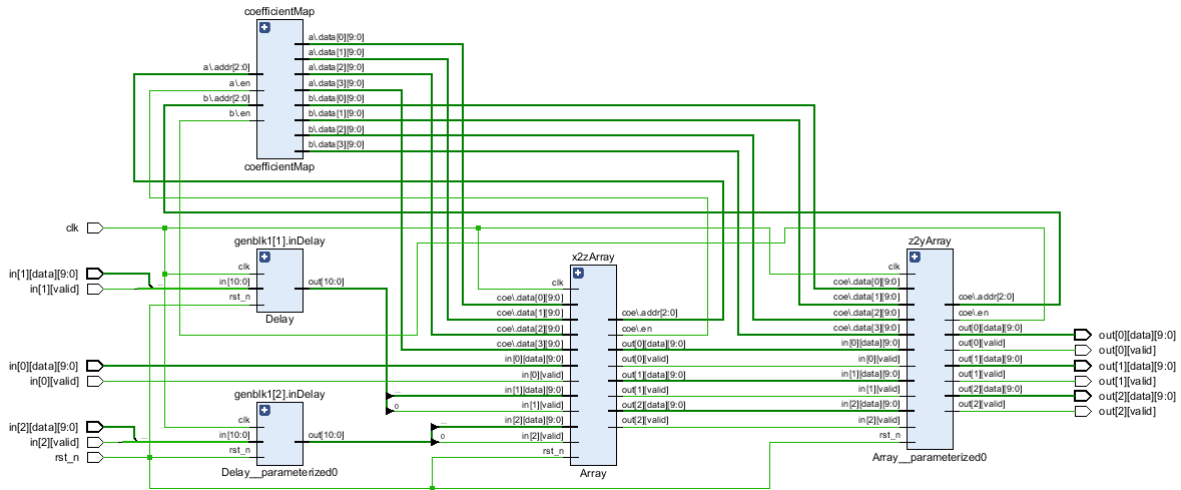 coefficientMap
a\.data[0][9:0]
a\.data[1][9:0]
a\.addr[2:0]
a\.data[2][9:0]
a\.en
a\.data[3][9:0]
b\.addr[2:0]
b\.data[0][9:0]
b\.en
b\.data[1][9:0]
b\.data[2][9:0]
b\.data[3][9:0]
coefficientMap
clk
genblk1[1].inDelay
clk
in[1][data][9:0]
in[1][valid]
in[10:0]
out[10:0]
rst_n
Delay
in[0][data][9:0]
in[0][valid]
genblk1[2].inDelay
clk
in[2][data][9:0]
in[2][valid]
in[10:0]
out[10:0]
rst_n
rst_n
Delay__parameterized0
0
0
x2zArray
clk
coe\.data[0][9:0]
coe\.data[1][9:0]
coe\.data[2][9:0]
coe\.data[3][9:0]
in[0][data][9:0]
in[0][valid]
in[1][data][9:0]
in[1][valid]
in[2][data][9:0]
in[2][valid]
rst_n
coe\.addr[2:0]
coe\.en
out[0][data][9:0]
out[0][valid]
out[1][data][9:0]
out[1][valid]
out[2][data][9:0]
out[2][valid]
Array
z2yArray
clk
coe\.data[0][9:0]
coe\.data[1][9:0]
coe\.data[2][9:0]
coe\.data[3][9:0]
in[0][data][9:0]
in[0][valid]
in[1][data][9:0]
in[1][valid]
in[2][data][9:0]
in[2][valid]
rst_n
coe\.addr[2:0]
coe\.en
out[0][data][9:0]
out[0][valid]
out[1][data][9:0]
out[1][valid]
out[2][data][9:0]
out[2][valid]
Array__parameterized0
out[0][data][9:0]
out[0][valid]
out[1][data][9:0]
out[1][valid]
out[2][data][9:0]
out[2][valid]